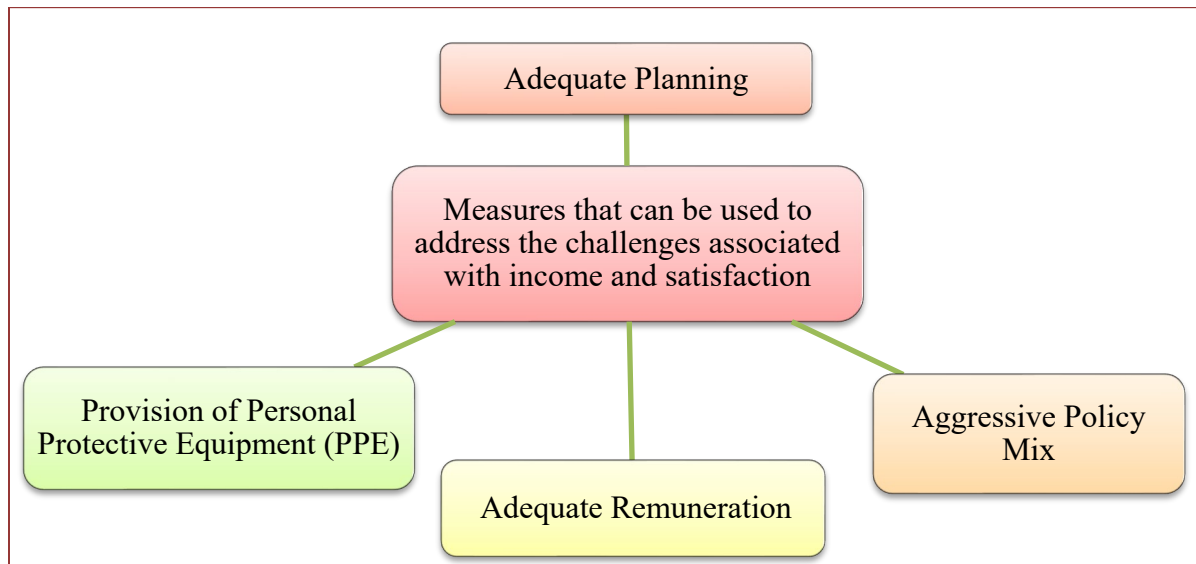 Adequate Planning
Measures that can be used to
address the challenges associated
with income and satisfaction
Provision of Personal
Protective Equipment (PPE)
Adequate Remuneration
Aggressive Policy
Mix